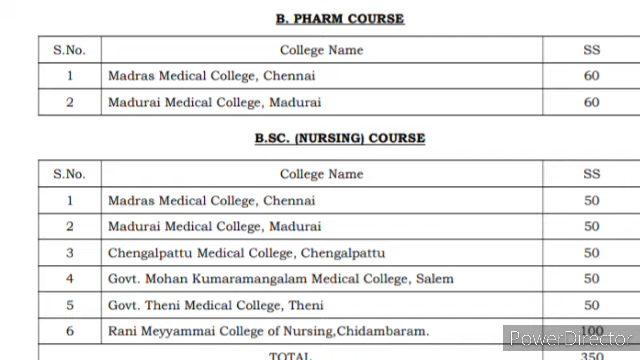 B. PHARM COURSE
S.No. College Name SS
1 Madras Medical College, Chennai 60
2 Madurai Medical College, Madurai 60
B.SC. (NURSING) COURSE
S.No. College Name SS
1 Madras Medical College, Chennai 50
2 Madurai Medical College, Madurai 50
3 Chengalpattu Medical College, Chengalpattu 50
4 Govt. Mohan Kumaramangalam Medical College, Salem 50
5 Govt. Theni Medical College, Theni 50
6 Rani Meyyammai College of Nursing,Chidambaram. 100
PowerDirector
TOTAL 350